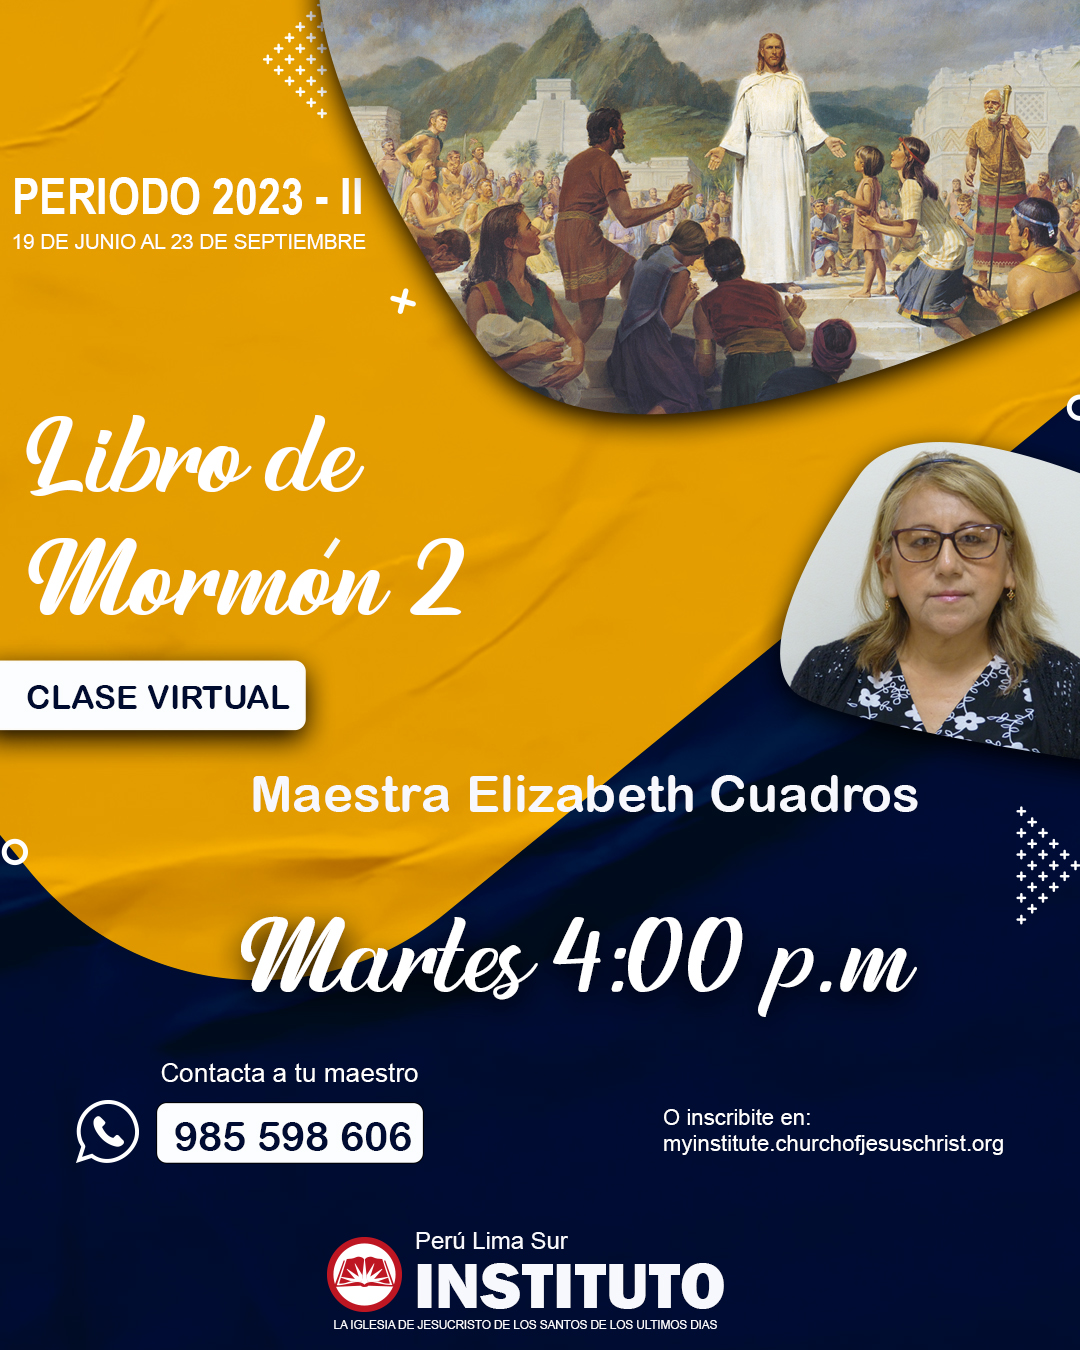 PERIODO 2023 - II
19 DE JUNIO AL 23 DE SEPTIEMBRE
Libro de
Mormón 2
CLASE VIRTUAL
Maestra Elizabeth Cuadros
Martes 4:00 p.m
Contacta a tu maestro
985 598 606
O inscribite en:
myinstitute.churchofjesuschrist.org
Perú Lima Sur
INSTITUTO
LA IGLESIA DE JESUCRISTO DE LOS SANTOS DE LOS ULTIMOS DIAS